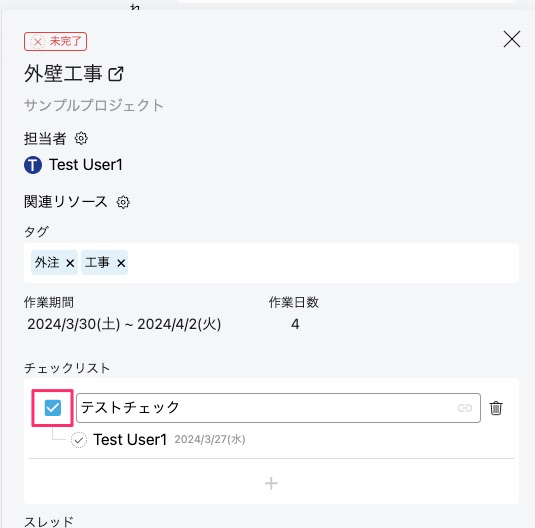 れ
未完了
外壁工事
サンプルプロジェクト
担当者
T Test User1
関連リソース
タグ
外注 × 工事 ×
作業期間 作業日数
2024/3/30(土) ~ 2024/4/2(火) 4
チェックリスト
テストチェック
Test User1 2024/3/27(水)
+
スレッド